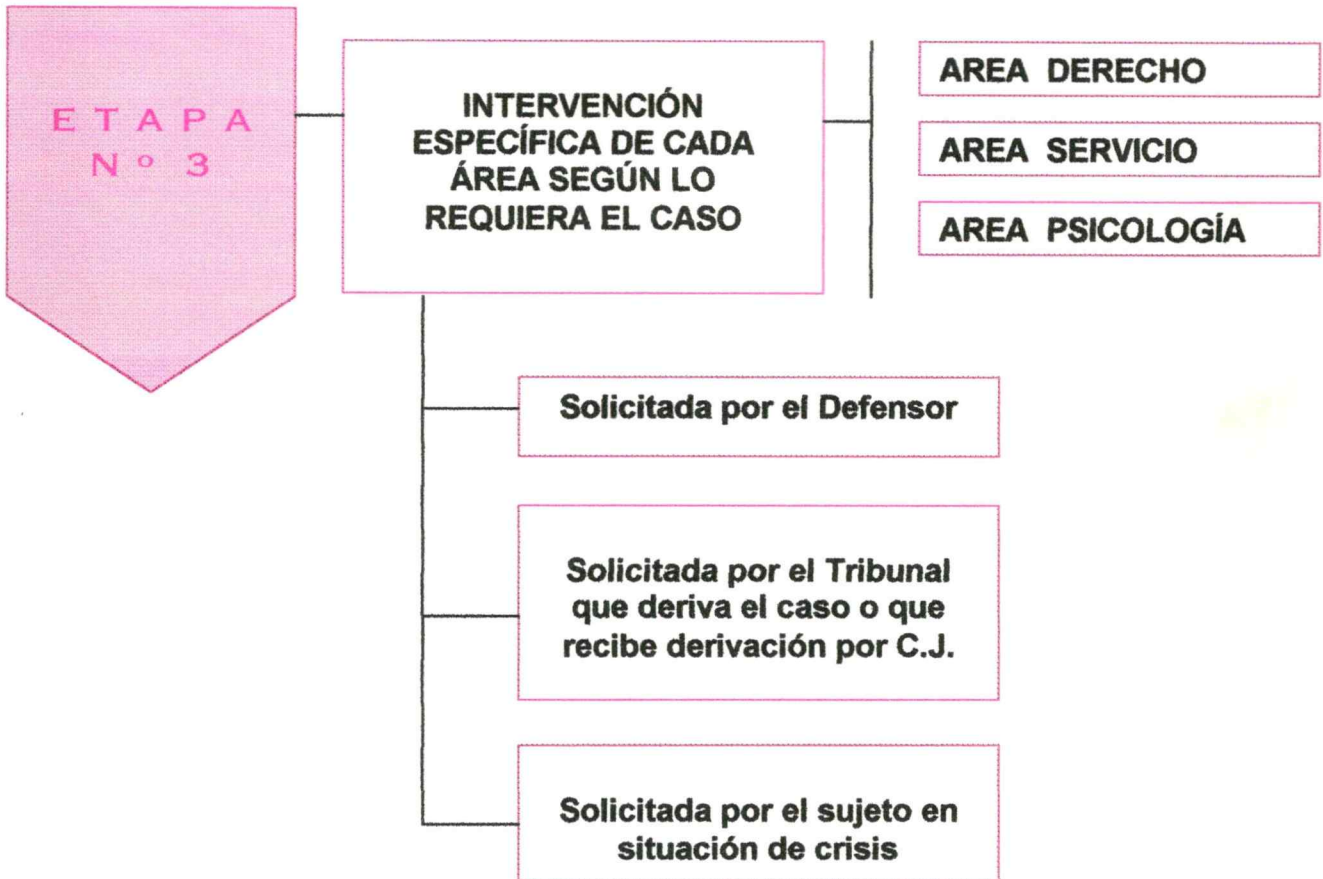 ETAPA
Nº 3
INTERVENCIÓN
ESPECÍFICA DE CADA
ÁREA SEGÚN LO
REQUIERA EL CASO
AREA DERECHO
AREA SERVICIO
AREA PSICOLOGÍA
Solicitada por el Defensor
Solicitada por el Tribunal
que deriva el caso o que
recibe derivación por C.J.
Solicitada por el sujeto en
situación de crisis